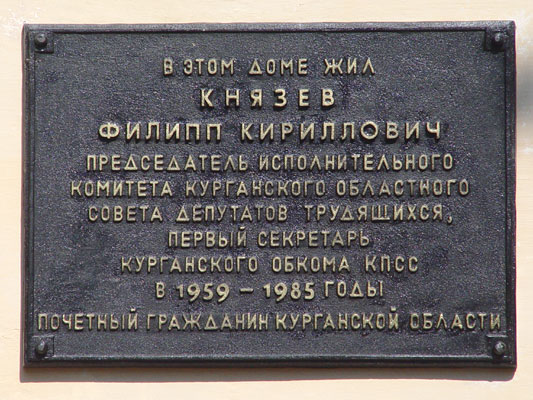 В ЭТОМ ДОМЕ ЖИЛ
КНЯЗЕВ
ФИЛИПП КИРИЛЛОВИЧ
ПРЕДСЕДАТЕЛЬ ИСПОЛНИТЕЛЬНОГО
КОМИТЕТА КУРГАНСКОГО ОБЛАСТНОГО
СОВЕТА ДЕПУТАТОВ ТРУДЯЩИХСЯ,
ПЕРВЫЙ СЕКРЕТАРЬ
КУРГАНСКОГО ОБКОМА КПСС
В 1959 – 1985 ГОДЫ
ПОЧЕТНЫЙ ГРАЖДАНИН КУРГАНСКОЙ ОБЛАСТИ